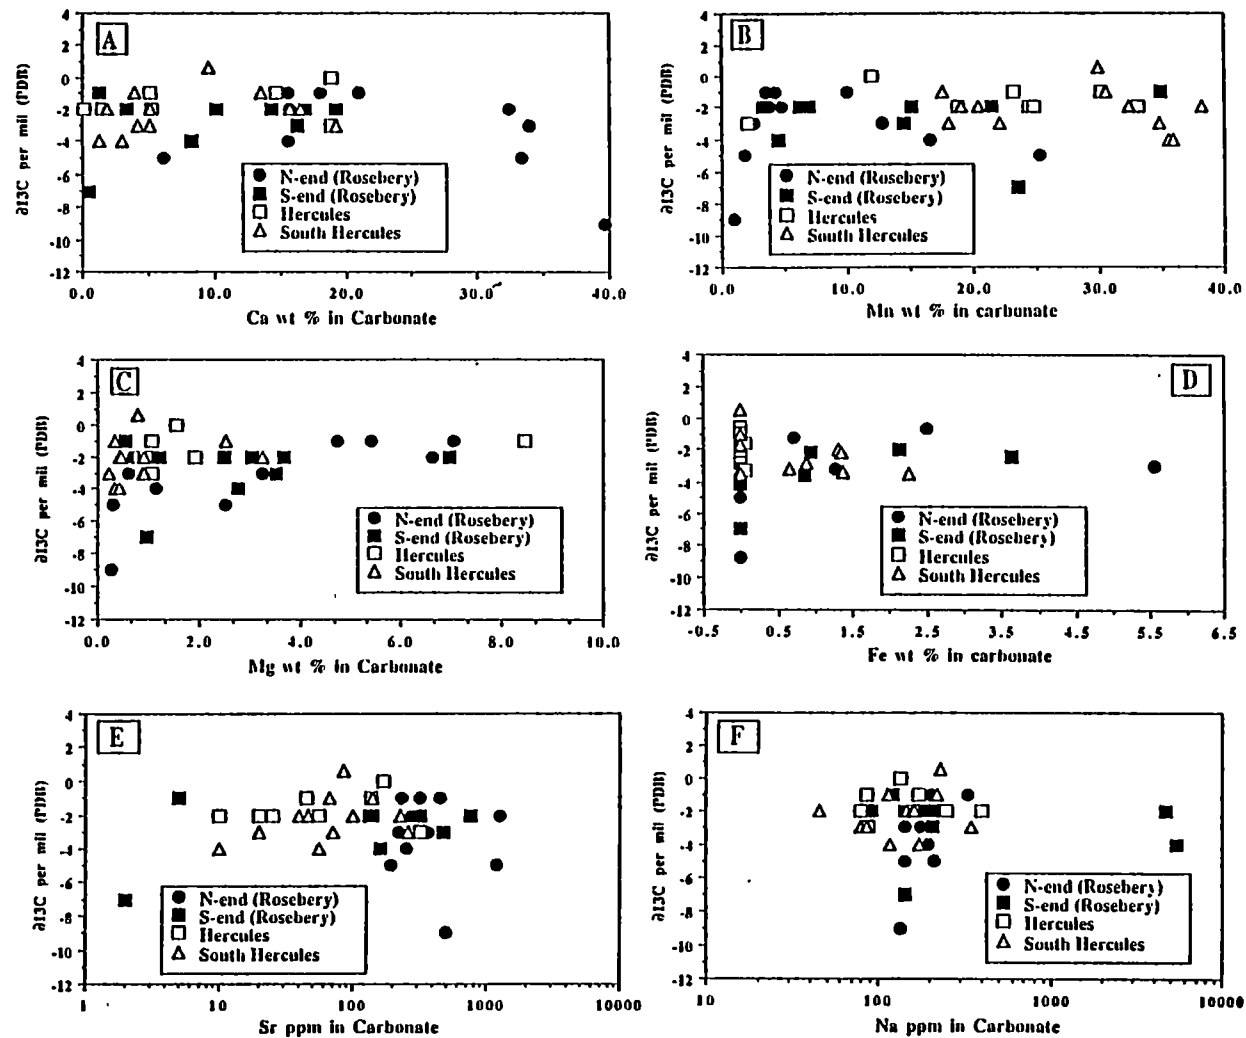 A
4
2
0
-2
-4
-6
-8
-10
-12
∂13C per mil (PDB)
N-end (Rosebery)
S-end (Rosebery)
Hercules
South Hercules
0.0 10.0 20.0 30.0 40.0
Ca wt % in Carbonate
B
4
2
0
-2
-4
-6
-8
-10
-12
∂13C per mil (PDB)
N-end (Rosebery)
S-end (Rosebery)
Hercules
South Hercules
0.0 10.0 20.0 30.0 40.0
Mn wt % in carbonate
C
4
2
0
-2
-4
-6
-8
-10
-12
∂13C per mil (PDB)
N-end (Rosebery)
S-end (Rosebery)
Hercules
South Hercules
0.0 2.0 4.0 6.0 8.0 10.0
Mg wt % in Carbonate
D
4
2
0
-2
-4
-6
-8
-10
-12
∂13C per mil (PDB)
N-end (Rosebery)
S-end (Rosebery)
Hercules
South Hercules
-0.5 0.5 1.5 2.5 3.5 4.5 5.5 6.5
Fe wt % in carbonate
E
4
2
0
-2
-4
-6
-8
-10
-12
∂13C per mil (PDB)
N-end (Rosebery)
S-end (Rosebery)
Hercules
South Hercules
1 10 100 1000 10000
Sr ppm in Carbonate
F
4
2
0
-2
-4
-6
-8
-10
-12
∂13C per mil (PDB)
N-end (Rosebery)
S-end (Rosebery)
Hercules
South Hercules
10 100 1000 10000
Na ppm in Carbonate